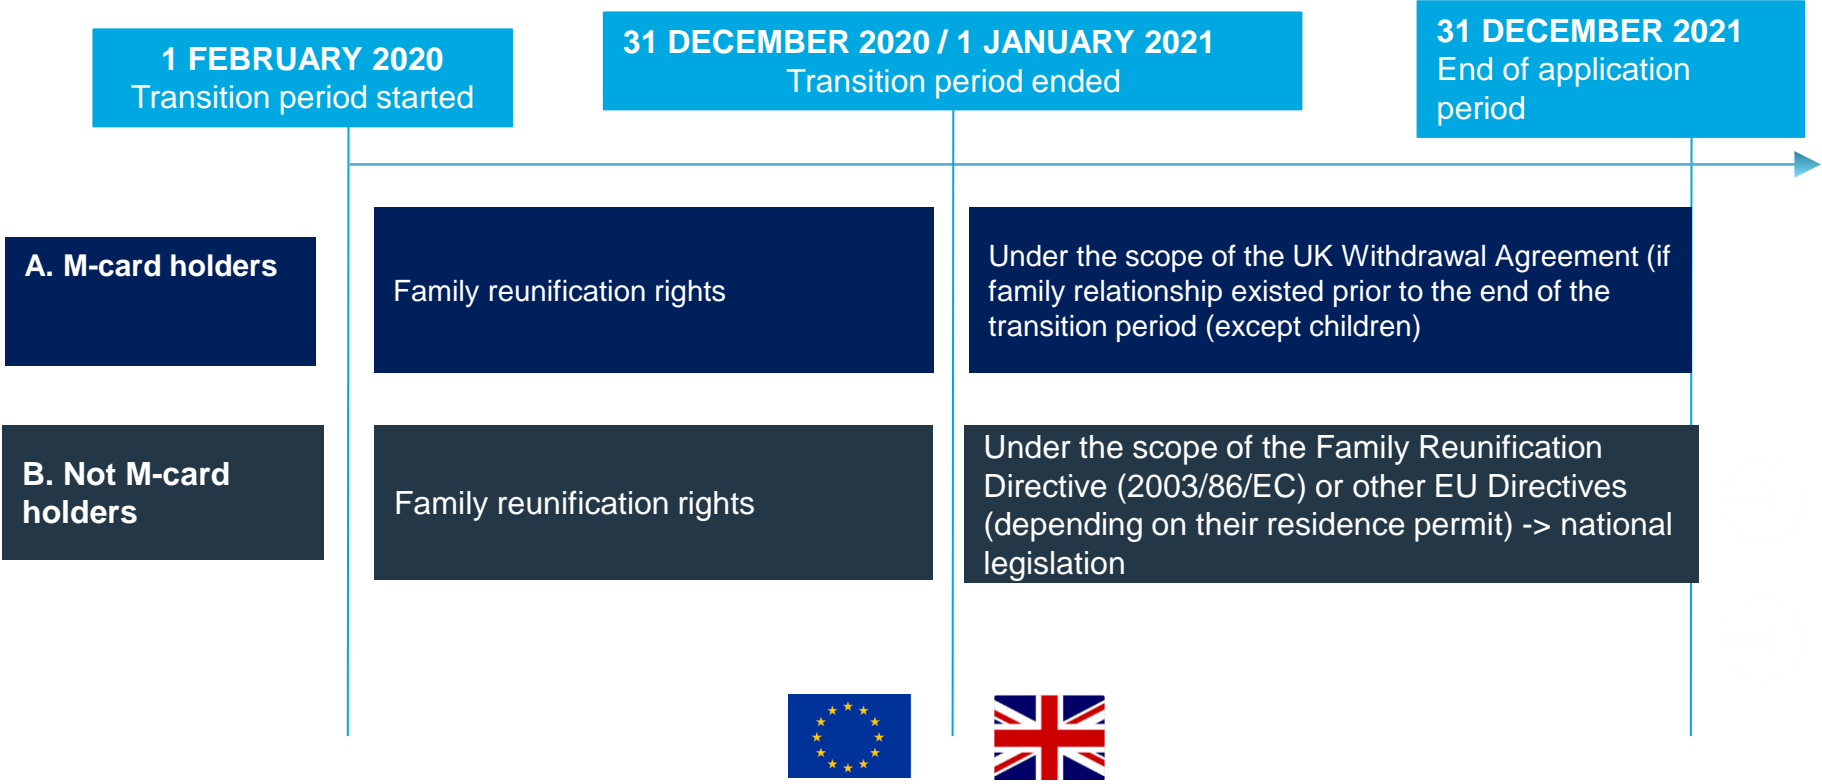 1 FEBRUARY 2020
Transition period started
31 DECEMBER 2020 / 1 JANUARY 2021
Transition period ended
31 DECEMBER 2021
End of application
period
A. M-card holders
Family reunification rights
Under the scope of the UK Withdrawal Agreement (if
family relationship existed prior to the end of the
transition period (except children)
B. Not M-card
holders
Family reunification rights
Under the scope of the Family Reunification
Directive (2003/86/EC) or other EU Directives
(depending on their residence permit) -> national
legislation